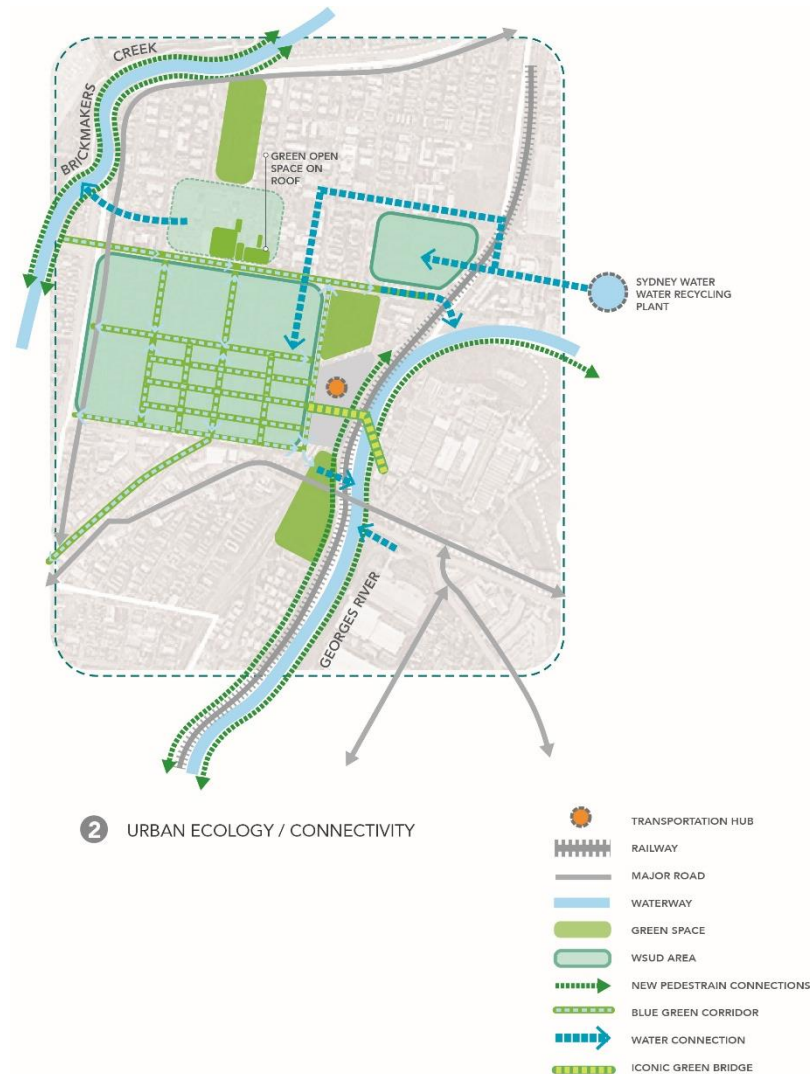 CREEK
BRICKMAKERS
GREEN OPEN
SPACE ON
ROOF
SYDNEY WATER
WATER RECYCLING
PLANT
GEORGES RIVER
2 URBAN ECOLOGY / CONNECTIVITY
TRANSPORTATION HUB
RAILWAY
MAJOR ROAD
WATERWAY
GREEN SPACE
WSUD AREA
NEW PEDESTRAIN CONNECTIONS
BLUE GREEN CORRIDOR
WATER CONNECTION
ICONIC GREEN BRIDGE